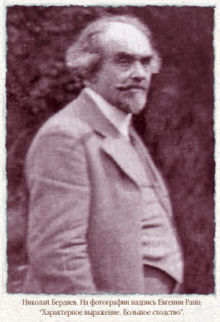 Николай Бердяев. На фотографии надпись Евгении Рапп:
"Характерное выражение. Большое сходство".